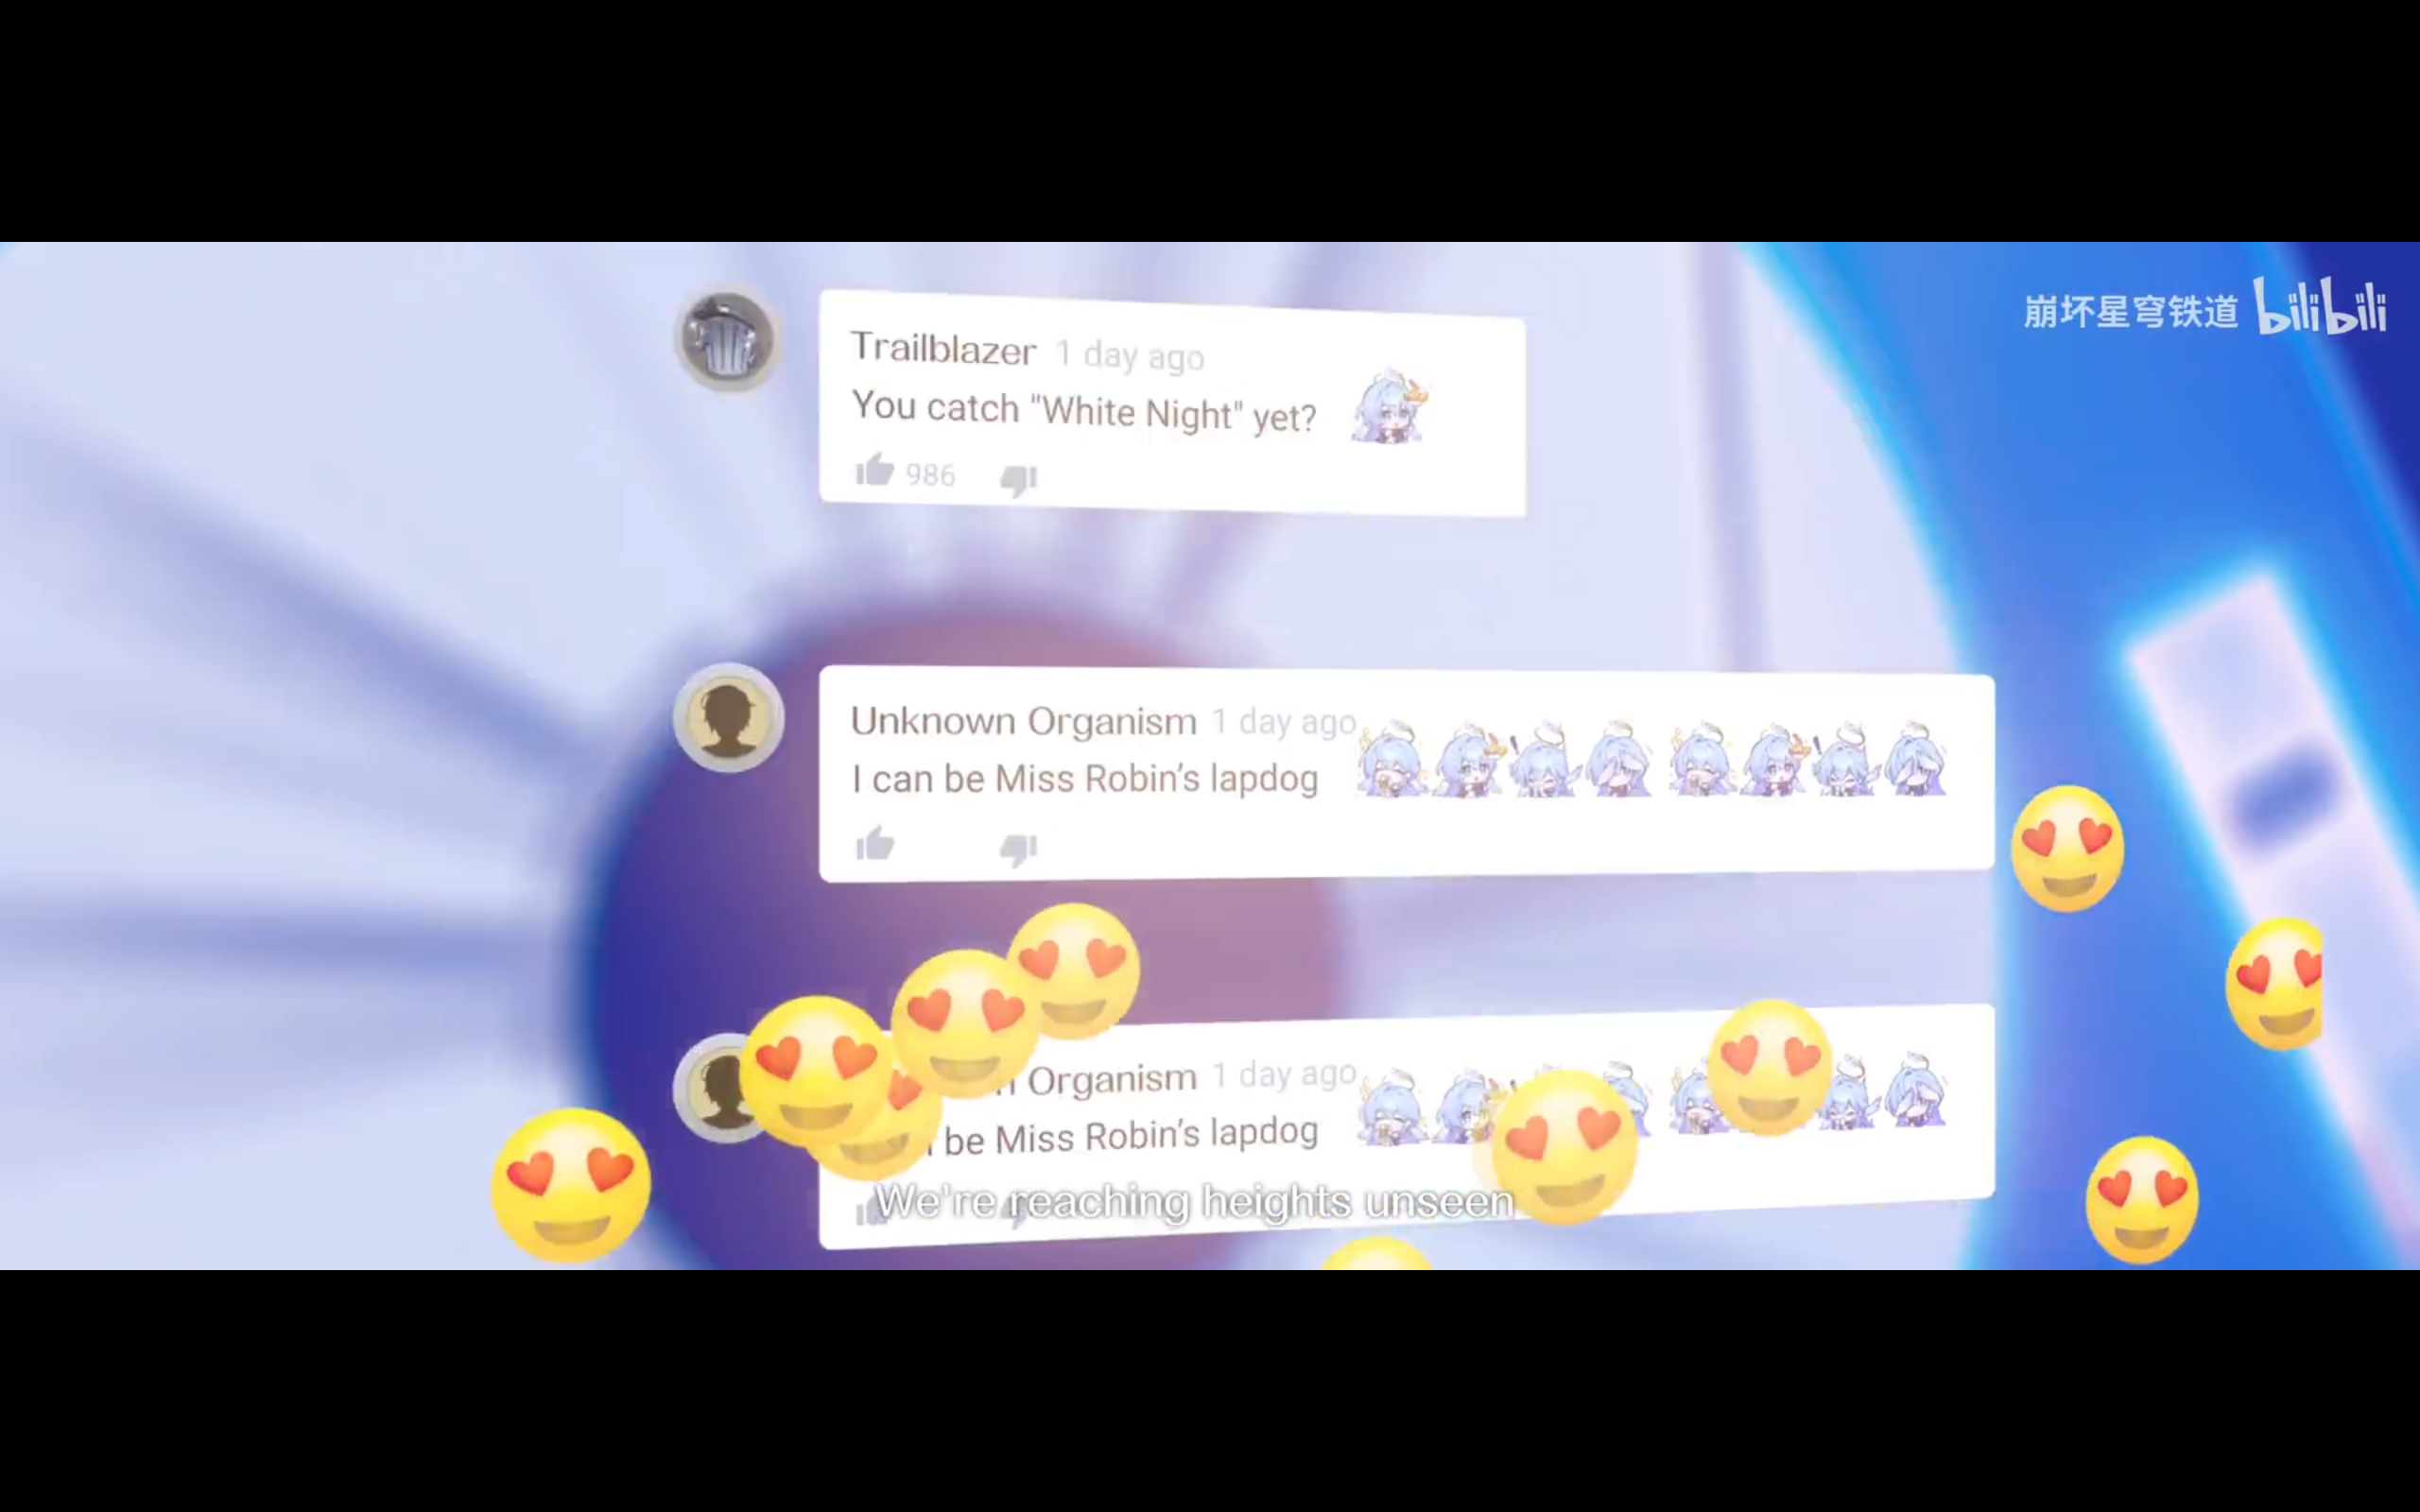 崩坏星穹铁道 bilibili
Trailblazer 1 day ago
You catch "White Night" yet?
986
Unknown Organism 1 day ago
I can be Miss Robin's lapdog
Organism 1 day ago
be Miss Robin's lapdog
We're reaching heights unseen